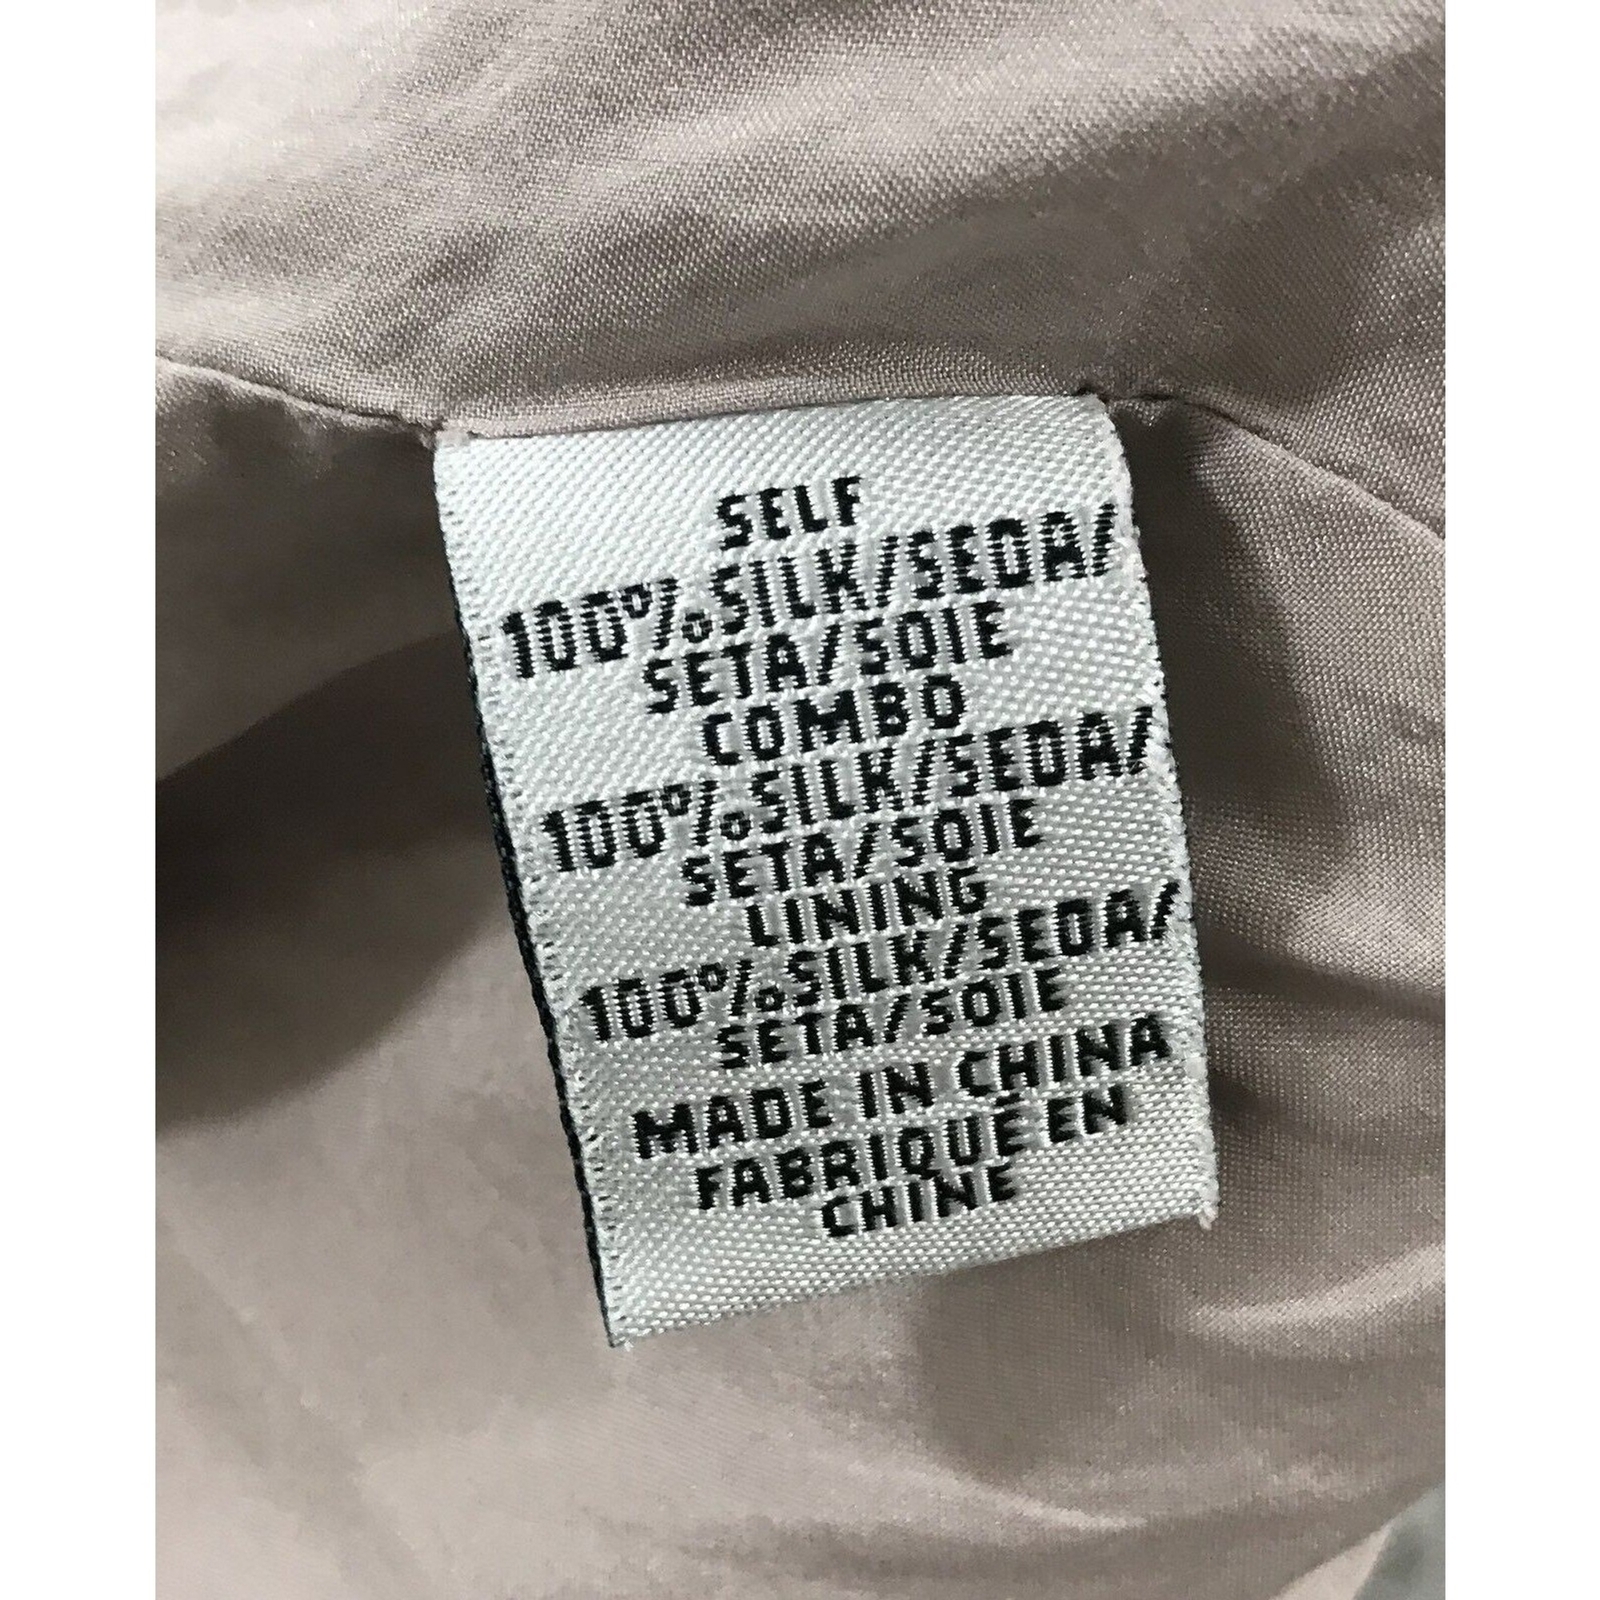 SELF
100% SILK/SEDA/
SETA/SOIE
COMBO
100% SILK/SEDA/
SETA/SOIE
LINING
100% SILK/SEDA/
SETA/SOIE
MADE IN CHINA
FABRIQUÉ EN
CHINE